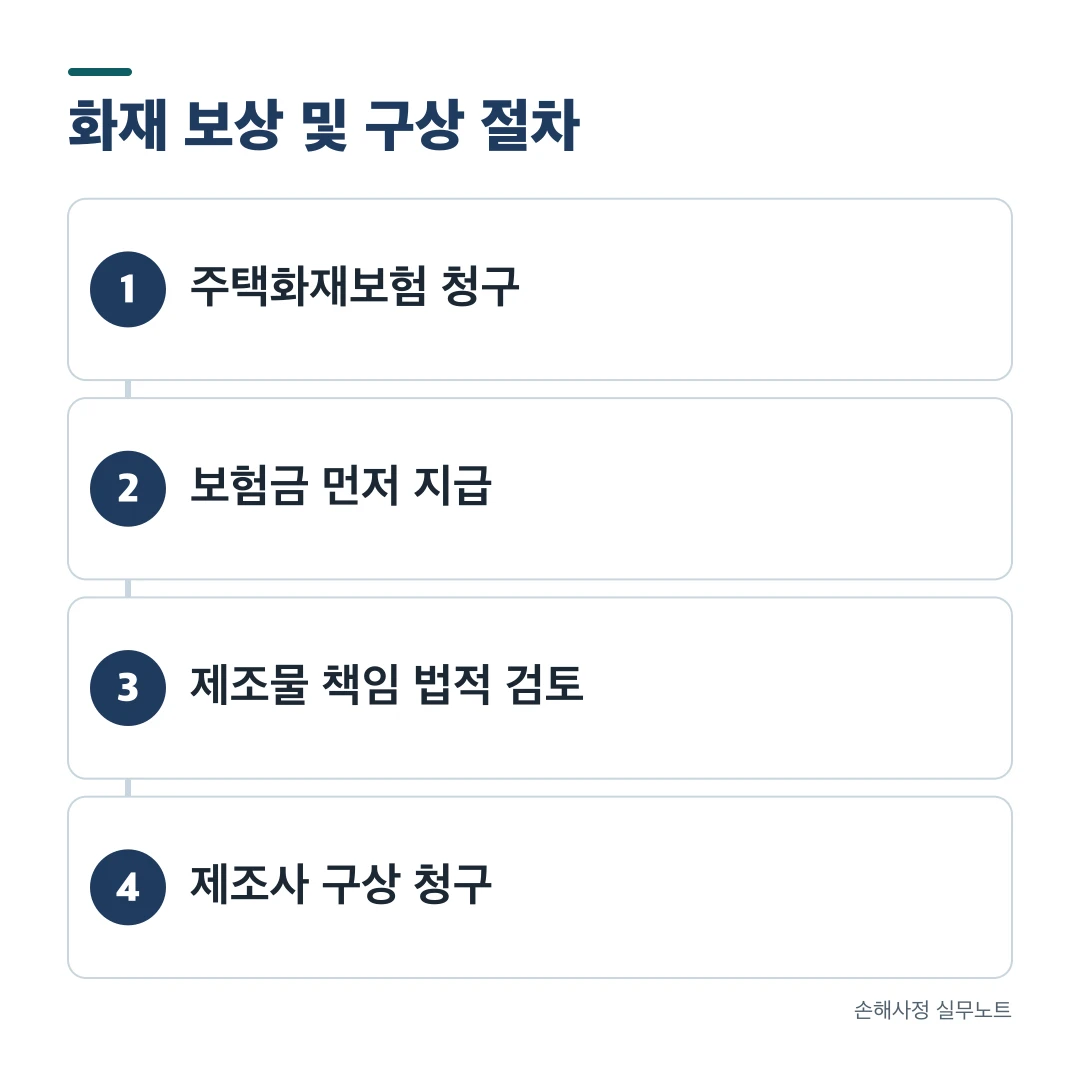 화재 보상 및 구상 절차
1 주택화재보험 청구
2 보험금 먼저 지급
3 제조물 책임 법적 검토
4 제조사 구상 청구
손해사정 실무노트